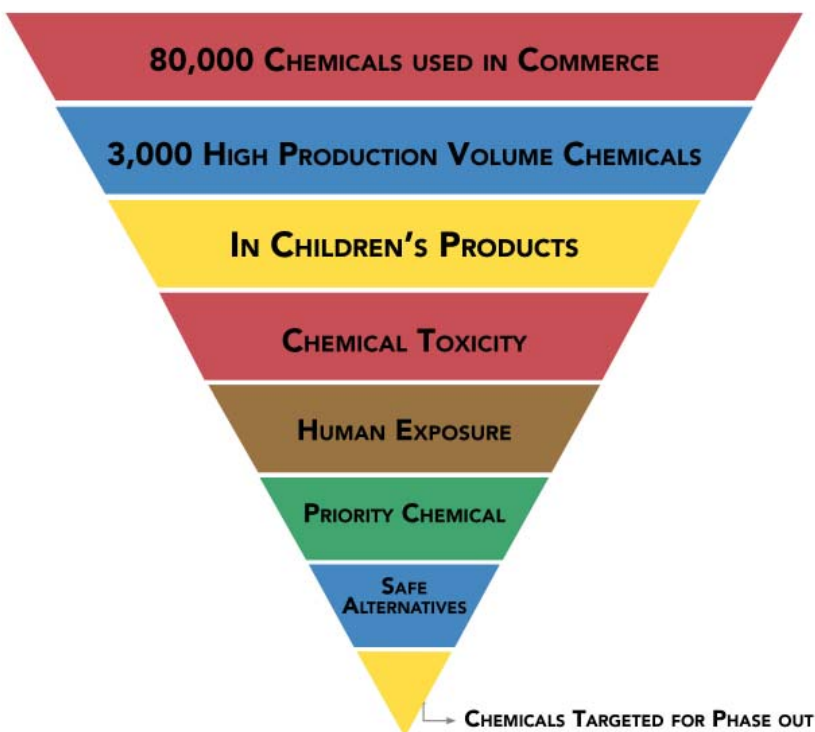 80,000 Chemicals used in Commerce
3,000 High Production Volume Chemicals
In Children's Products
Chemical Toxicity
Human Exposure
Priority Chemical
Safe
Alternatives
Chemicals Targeted for Phase out